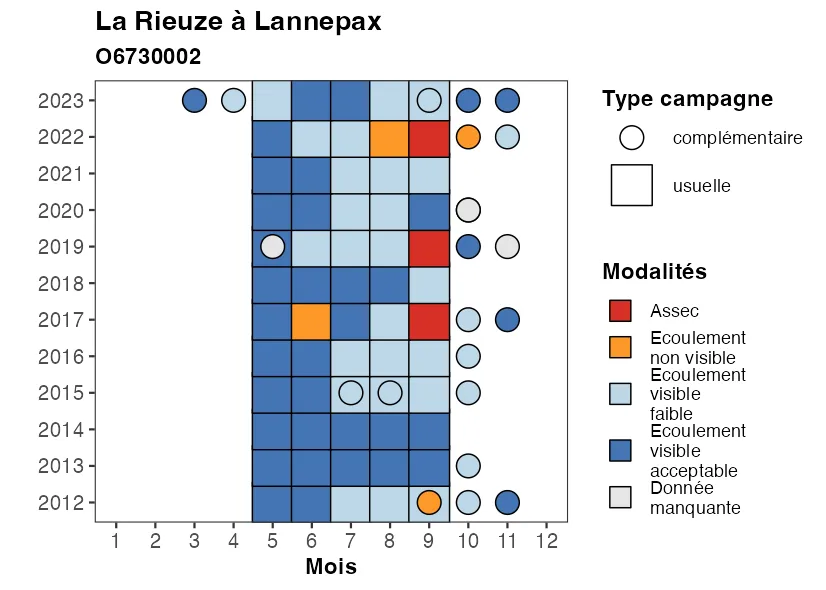 La Rieuze à Lannepax
O6730002
2023
2022
2021
2020
2019
2018
2017
2016
2015
2014
2013
2012
1 2 3 4 5 6 7 8 9 10 11 12
Mois
Type campagne
complémentaire
usuelle
Modalités
Assec
Ecoulement
non visible
Ecoulement
visible
faible
Ecoulement
visible
acceptable
Donnée
manquante